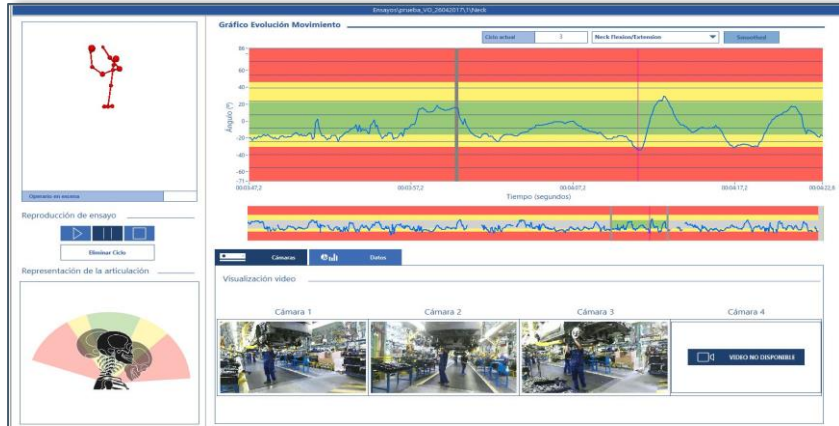 Ensayos\prueba_VO_26042017\1\Neck
Gráfico Evolución Movimiento
Ciclo actual
Neck Flexion/Extension
Smoothed
Ángulo (º)
80
60
40
20
0
-20
-40
-60
-71
00:03:47,2
00:03:57,2
00:04:07,2
00:04:17,2
00:04:22,8
Tiempo (segundos)
Operario en escena
Reproducción de ensayo
Eliminar Ciclo
Representación de la articulación
Cámaras
Datos
Visualización video
Cámara 1
Cámara 2
Cámara 3
Cámara 4
VIDEO NO DISPONIBLE